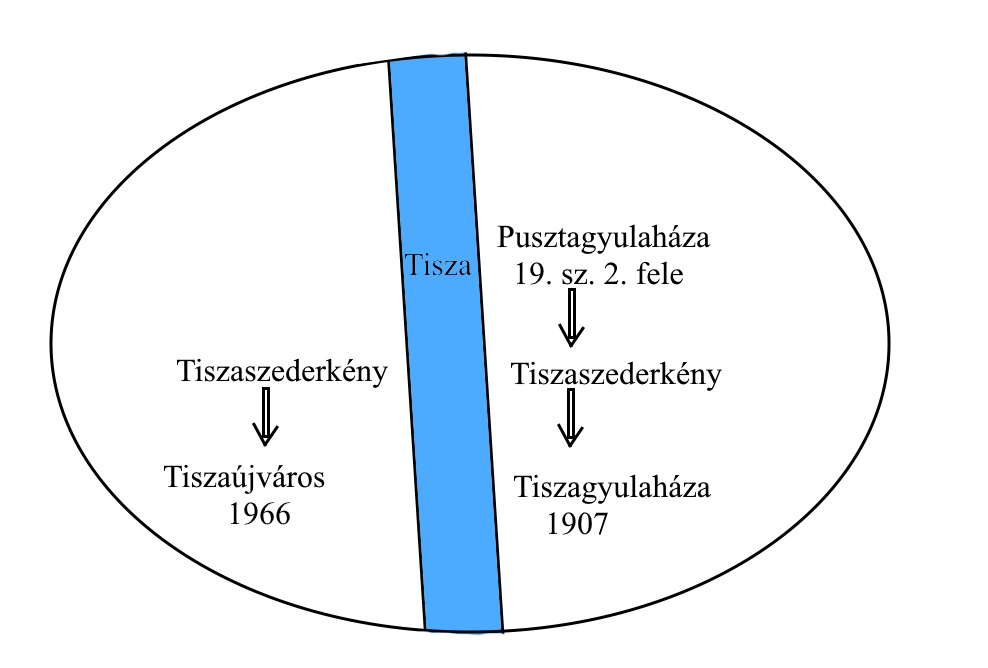 Tisza
Pusztagyulaháza
19. sz. 2. fele
Tiszaszederkény
Tiszaszederkény
Tiszaújváros
1966
Tiszagyulaháza
1907